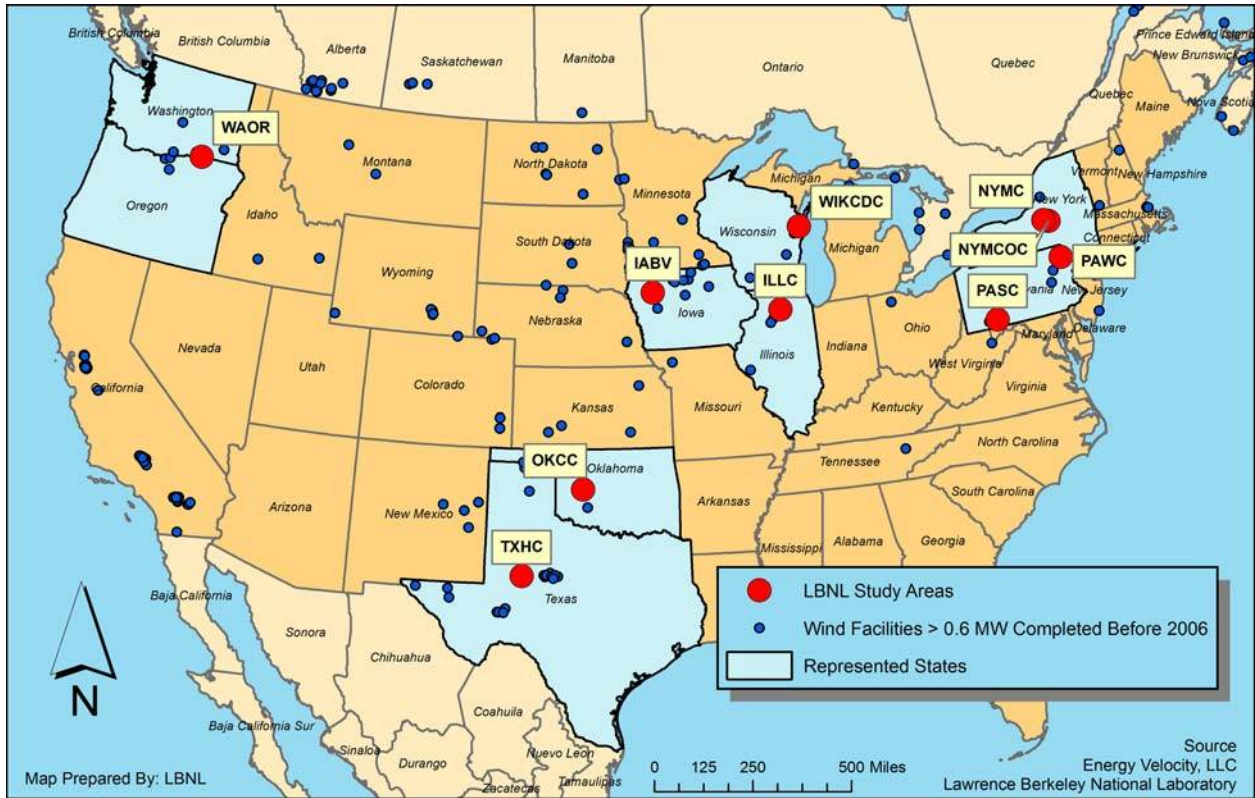 British Columbia
British Columbia
Alberta
Saskatchewan
Manitoba
Ontario
Quebec
Prince Edward Island
New Brunswick
Quebec
Nova Scotia
Maine
Washington
WAOR
Oregon
Idaho
Montana
North Dakota
Minnesota
Michigan
Vermont
New Hampshire
NYMC
New York
Massachusetts
Connecticut
WIKCDC
Wisconsin
Michigan
NYMCOC
PAWC
South Dakota
Wyoming
IABV
ILLC
PASC
vania
New Jersey
Iowa
Nebraska
Nevada
Utah
Colorado
Illinois
Indiana
Ohio
Maryland
Delaware
West Virginia
Virginia
California
Kansas
Missouri
Kentucky
North Carolina
Tennessee
OKCC
Oklahoma
Arkansas
South Carolina
Arizona
New Mexico
Mississippi
Alabama
Georgia
TXHC
Texas
LBNL Study Areas
Wind Facilities > 0.6 MW Completed Before 2006
Represented States
Baja California
Sonora
Chihuahua
Coahuila
N
Baja California Sur
Sinaloa
Durango
Nuevo Leon
Zacatecas
Tamaulipas
Map Prepared By: LBNL
0 125 250 500 Miles
Source
Energy Velocity, LLC
Lawrence Berkeley National Laboratory